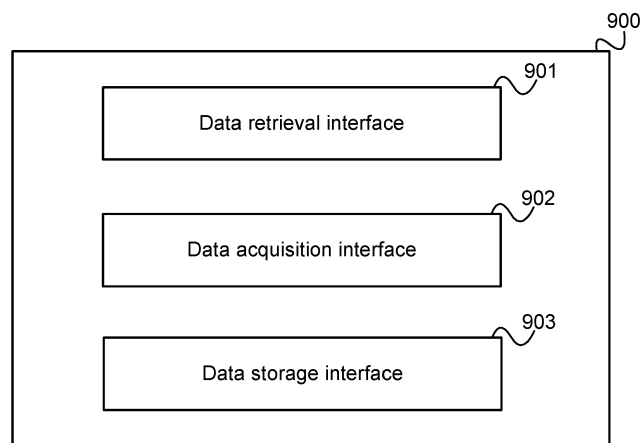 900
901
Data retrieval interface
902
Data acquisition interface
903
Data storage interface